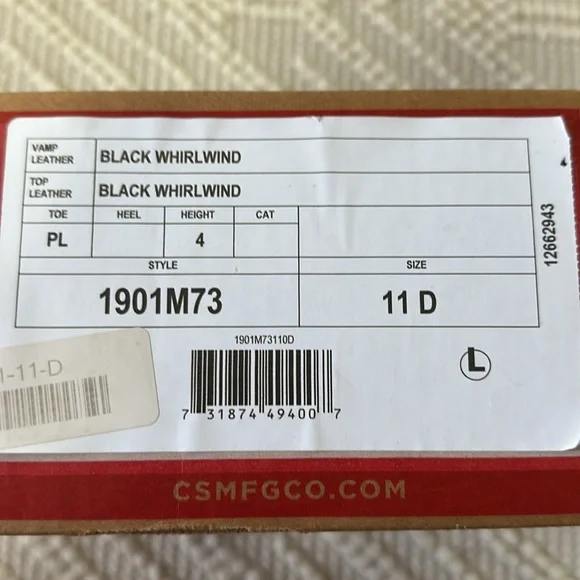 VAMP LEATHER BLACK WHIRLWIND
TOP LEATHER BLACK WHIRLWIND
TOE HEEL HEIGHT CAT
PL 4
STYLE SIZE
1901M73 11 D
12662943
1901M73110D
7 31874 49400 7
L
-11-D
CSMFGCO.COM